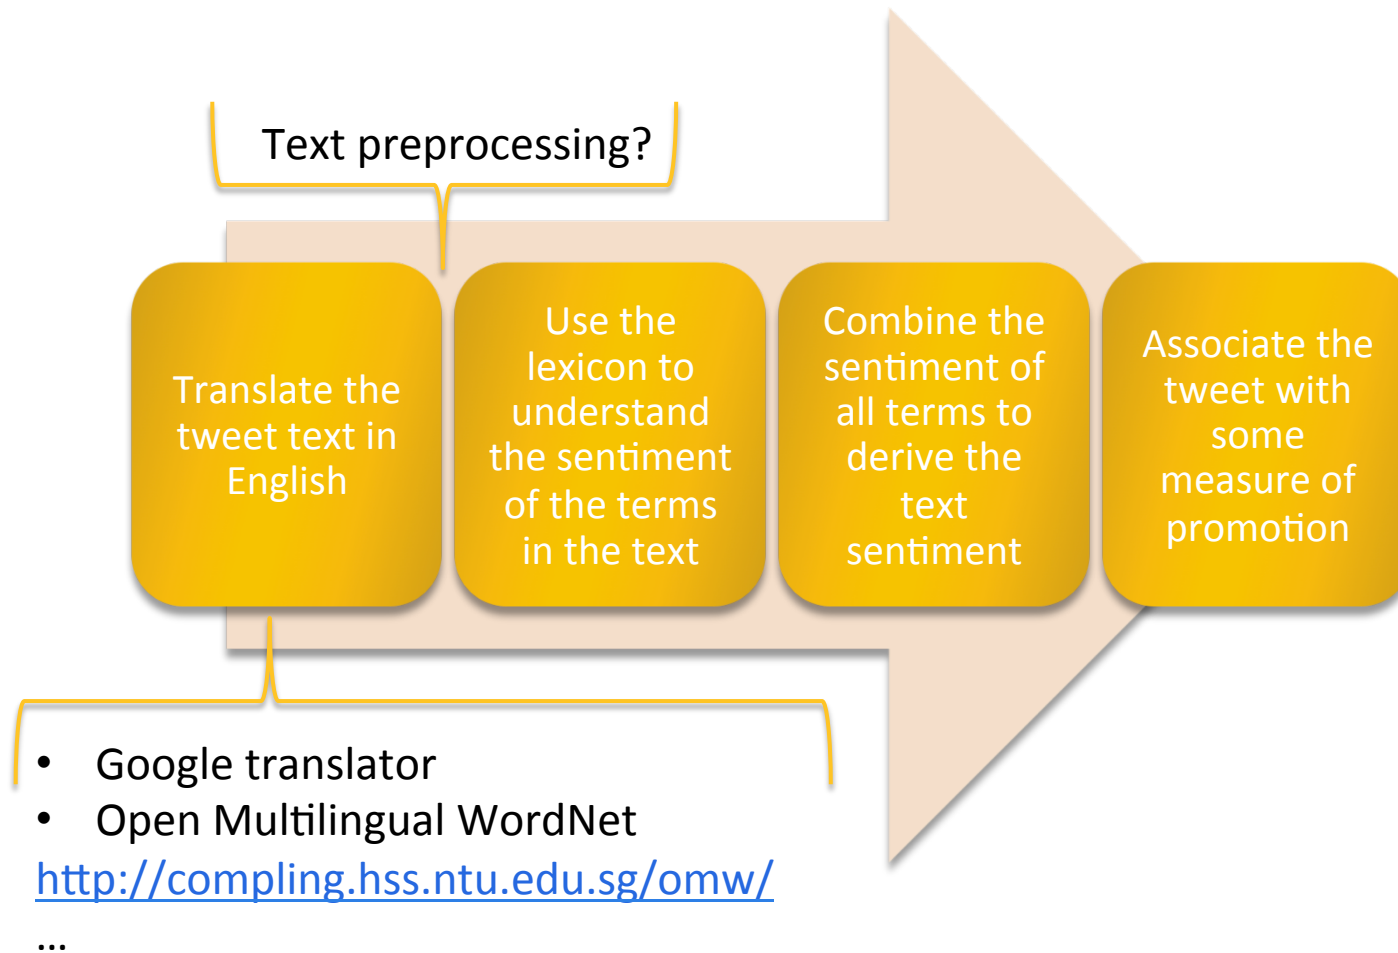 Text preprocessing?
Translate the
tweet text in
English
Use the
lexicon to
understand
the sentiment
of the terms
in the text
Combine the
sentiment of
all terms to
derive the
text
sentiment
Associate the
tweet with
some
measure of
promotion
• Google translator
• Open Multilingual WordNet
http://compling.hss.ntu.edu.sg/omw/
...